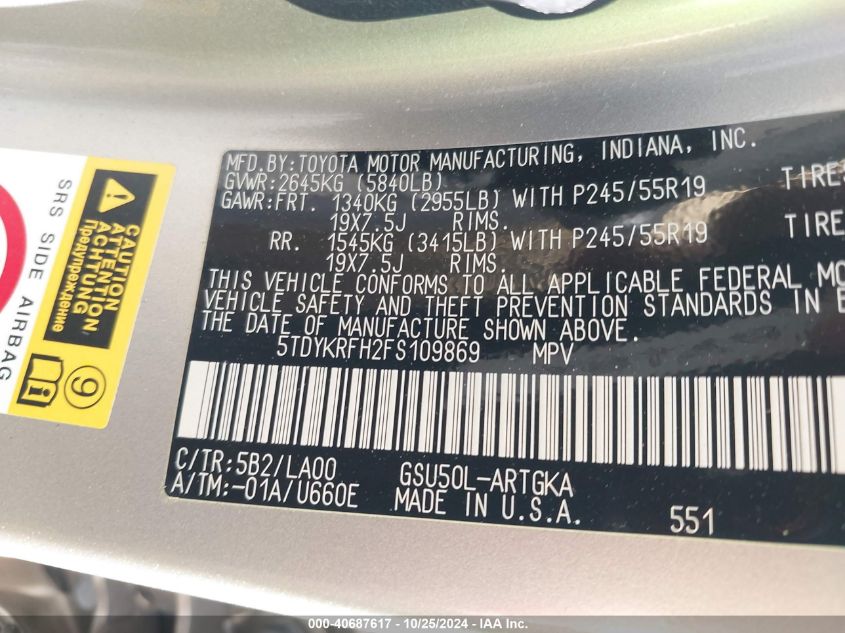 MFD.BY:TOYOTA MOTOR MANUFACTURING, INDIANA, INC.
GVWR:2645KG (5840LB)
GAWR:FRT. 1340KG (2955LB) WITH P245/55R19 TIRES
19X7.5J RIMS.
RR. 1545KG (3415LB) WITH P245/55R19 TIRE
19X7.5J RIMS.
THIS VEHICLE CONFORMS TO ALL APPLICABLE FEDERAL MO
VEHICLE SAFETY AND THEFT PREVENTION STANDARDS IN E
THE DATE OF MANUFACTURE SHOWN ABOVE.
5TDYKRFH2FS109869 MPV
C/TR:5B2/LA00 GSU50L-ARTGKA
A/TM:-01A/U660E MADE IN U.S.A. 551
SRS SIDE AIRBAG
CAUTION
ATTENTION
ACHTUNG
Предупреждение
9
i
000-40687617 - 10/25/2024 - IAAI.COM